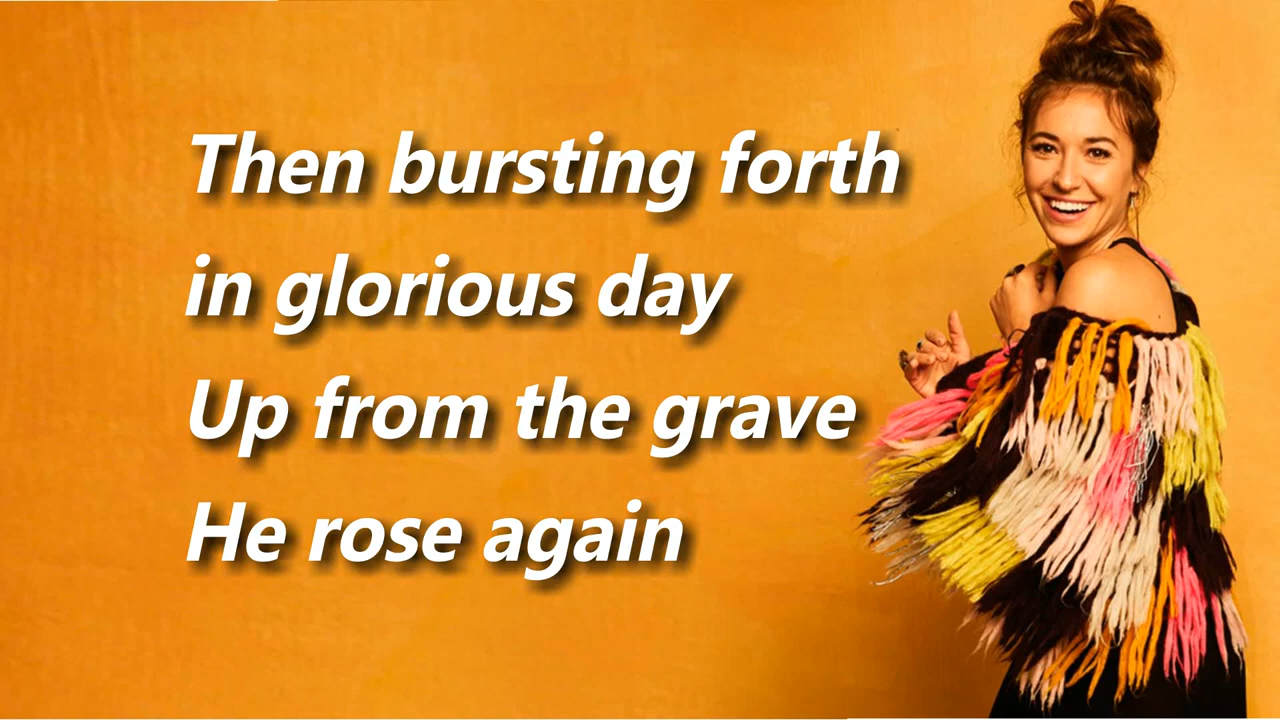 Then bursting forth
in glorious day
Up from the grave
He rose again